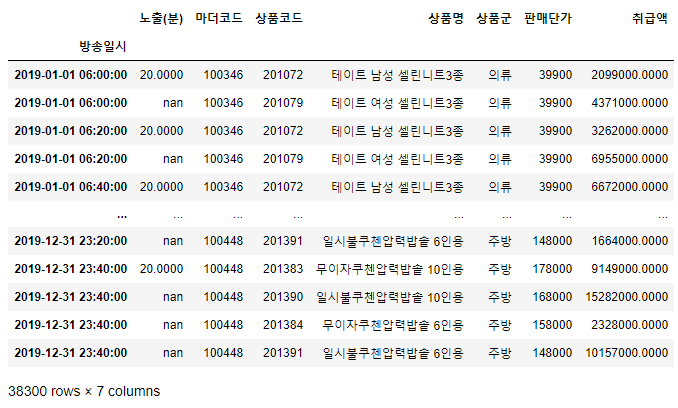 노출(분) 마더코드 상품코드 상품명 상품군 판매단가 취급액
방송일시
2019-01-01 06:00:00 20.0000 100346 201072 테이트 남성 셀린니트3종 의류 39900 2099000.0000
2019-01-01 06:00:00 nan 100346 201079 테이트 여성 셀린니트3종 의류 39900 4371000.0000
2019-01-01 06:20:00 20.0000 100346 201072 테이트 남성 셀린니트3종 의류 39900 3262000.0000
2019-01-01 06:20:00 nan 100346 201079 테이트 여성 셀린니트3종 의류 39900 6955000.0000
2019-01-01 06:40:00 20.0000 100346 201072 테이트 남성 셀린니트3종 의류 39900 6672000.0000
... ... ... ... ... ... ... ...
2019-12-31 23:20:00 nan 100448 201391 일시불쿠첸압력밥솥 6인용 주방 148000 1664000.0000
2019-12-31 23:40:00 20.0000 100448 201383 무이자쿠첸압력밥솥 10인용 주방 178000 9149000.0000
2019-12-31 23:40:00 nan 100448 201390 일시불쿠첸압력밥솥 10인용 주방 168000 15282000.0000
2019-12-31 23:40:00 nan 100448 201384 무이자쿠첸압력밥솥 6인용 주방 158000 2328000.0000
2019-12-31 23:40:00 nan 100448 201391 일시불쿠첸압력밥솥 6인용 주방 148000 10157000.0000
38300 rows × 7 columns